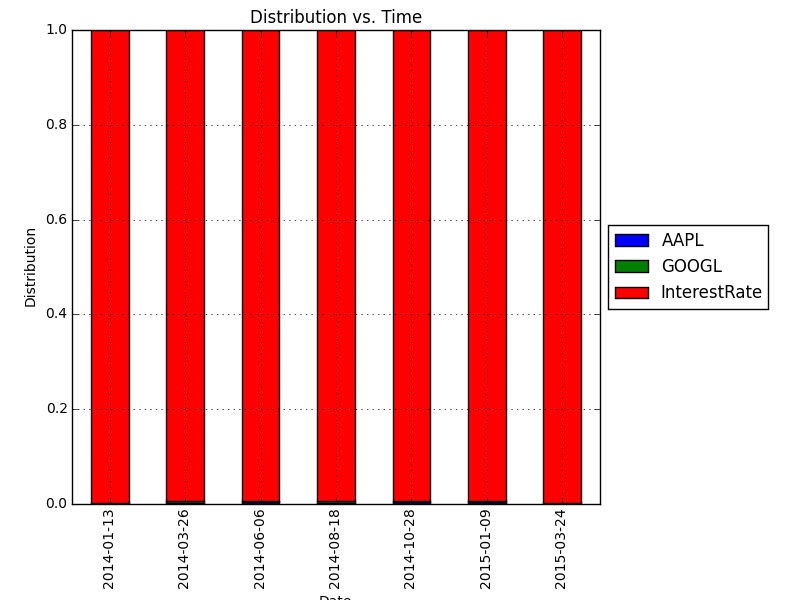 Distribution vs. Time
1.0
0.8
0.6
0.4
0.2
0.0
Distribution
2014-01-13
2014-03-26
2014-06-06
2014-08-18
2014-10-28
2015-01-09
2015-03-24
Date
AAPL
GOOGL
InterestRate